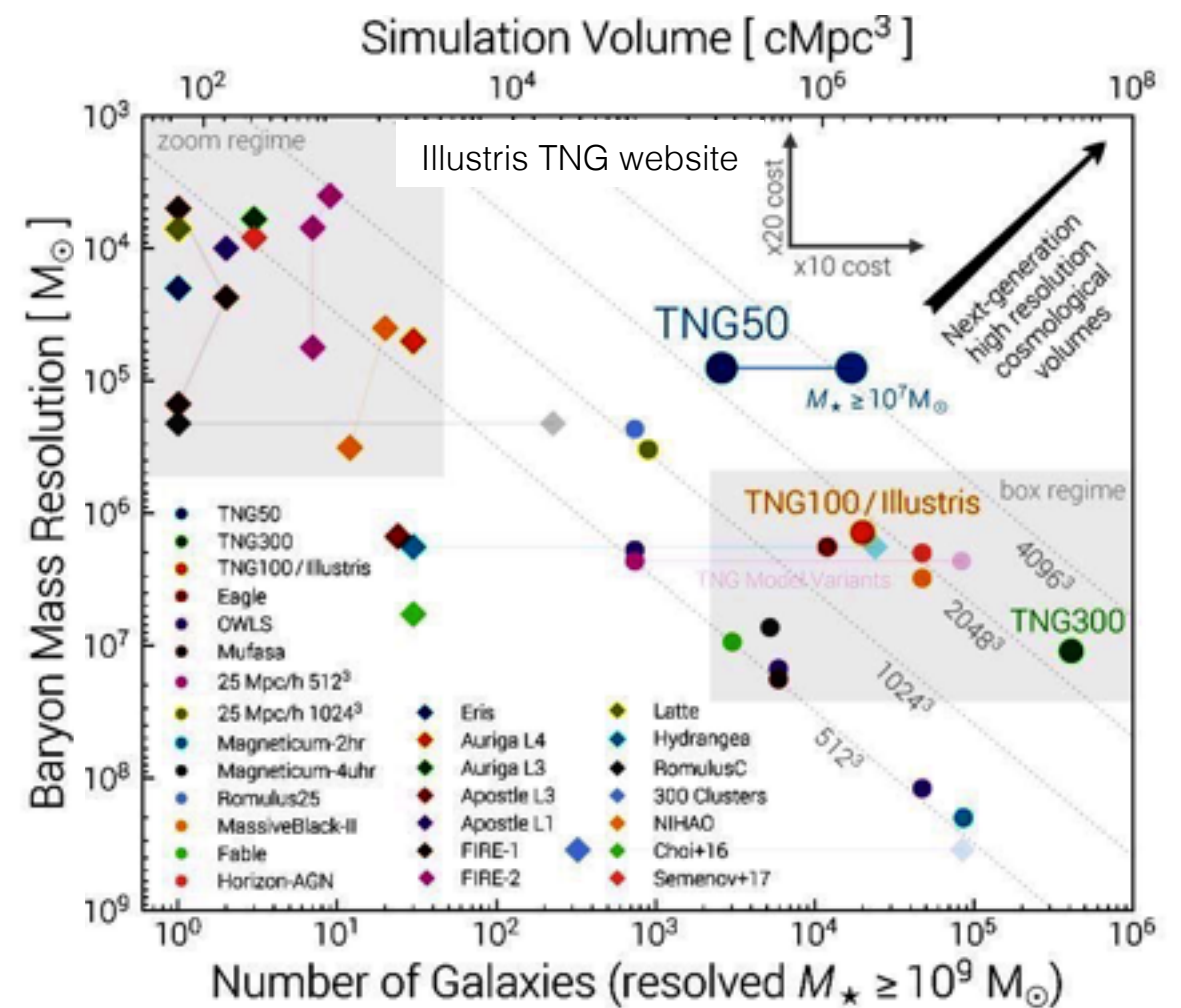 Simulation Volume [ cMpc³ ]
10² 10⁴ 10⁶ 10⁸
zoom regime
Illustris TNG website
x20 cost
x10 cost
Next-generation
high resolution
cosmological
volumes
TNG50
M⋆ ≥ 10⁷M⊙
box regime
TNG100/Illustris
TNG Model Variants
TNG300
4096³
2048³
1024³
512³
Baryon Mass Resolution [ M⊙ ]
10³
10⁴
10⁵
10⁶
10⁷
10⁸
10⁹
TNG50
TNG300
TNG100/Illustris
Eagle
OWLS
Mufasa
25 Mpc/h 512³
25 Mpc/h 1024³
Magneticum-2hr
Magneticum-4uhr
Romulus25
MassiveBlack-II
Fable
Horizon-AGN
Eris
Auriga L4
Auriga L3
Apostle L3
Apostle L1
FIRE-1
FIRE-2
Latte
Hydrangea
RomulusC
300 Clusters
NIHAO
Choi+16
Semenov+17
10⁰ 10¹ 10² 10³ 10⁴ 10⁵ 10⁶
Number of Galaxies (resolved M⋆ ≥ 10⁹ M⊙)